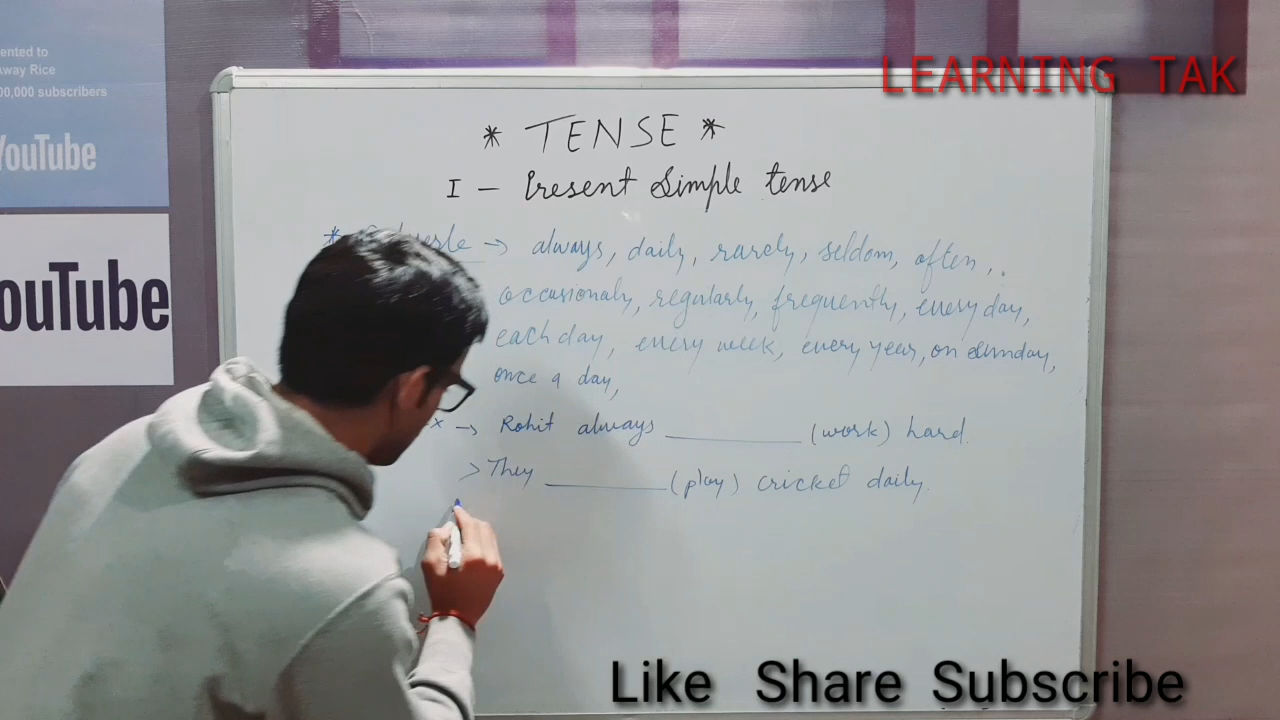 ented to
way Rice
00,000 subscribers
YouTube
ouTube
LEARNING TAK
* TENSE *
I - Present Simple tense
* → always, daily, rarely, seldom, often,
occasionaly, regularly, frequently, every day,
each day, every week, every year, on sunday,
once a day,
x → Rohit always ________ (work) hard.
> They ________ (play) cricket daily.
Like Share Subscribe